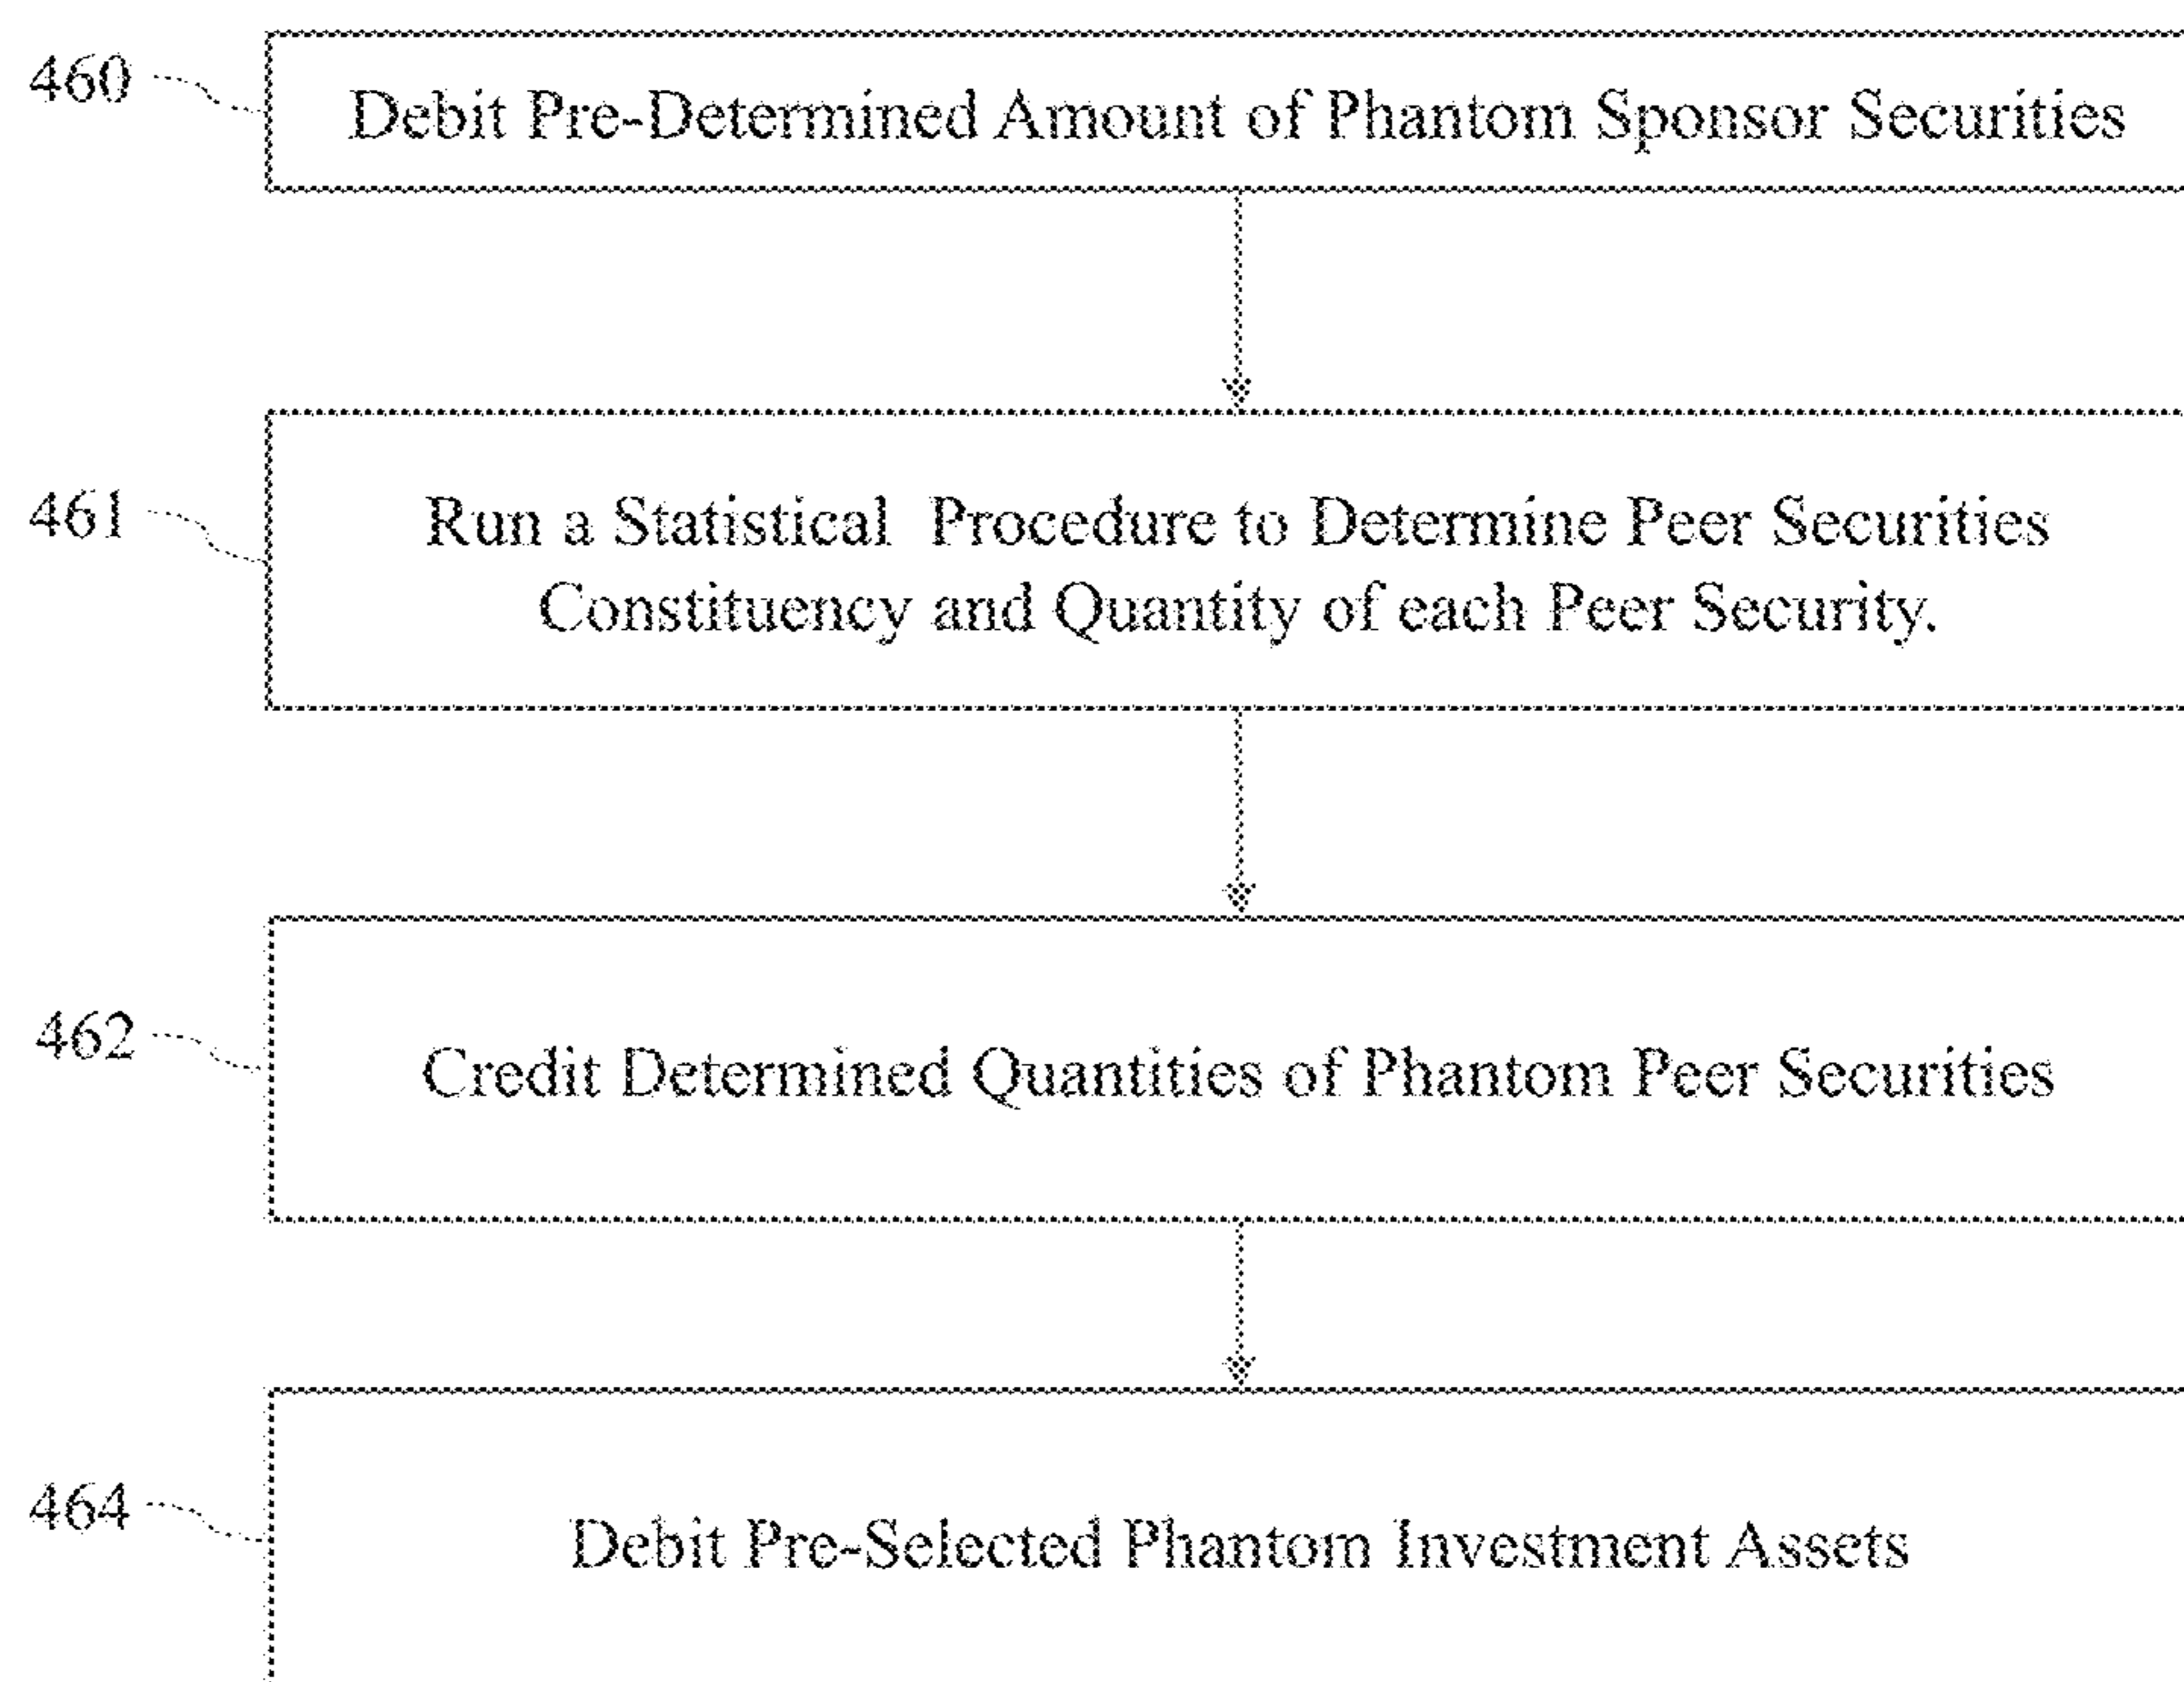 460
Debit Pre-Determined Amount of Phantom Sponsor Securities
461
Run a Statistical Procedure to Determine Peer Securities
Constituency and Quantity of each Peer Security.
462
Credit Determined Quantities of Phantom Peer Securities
464
Debit Pre-Selected Phantom Investment Assets